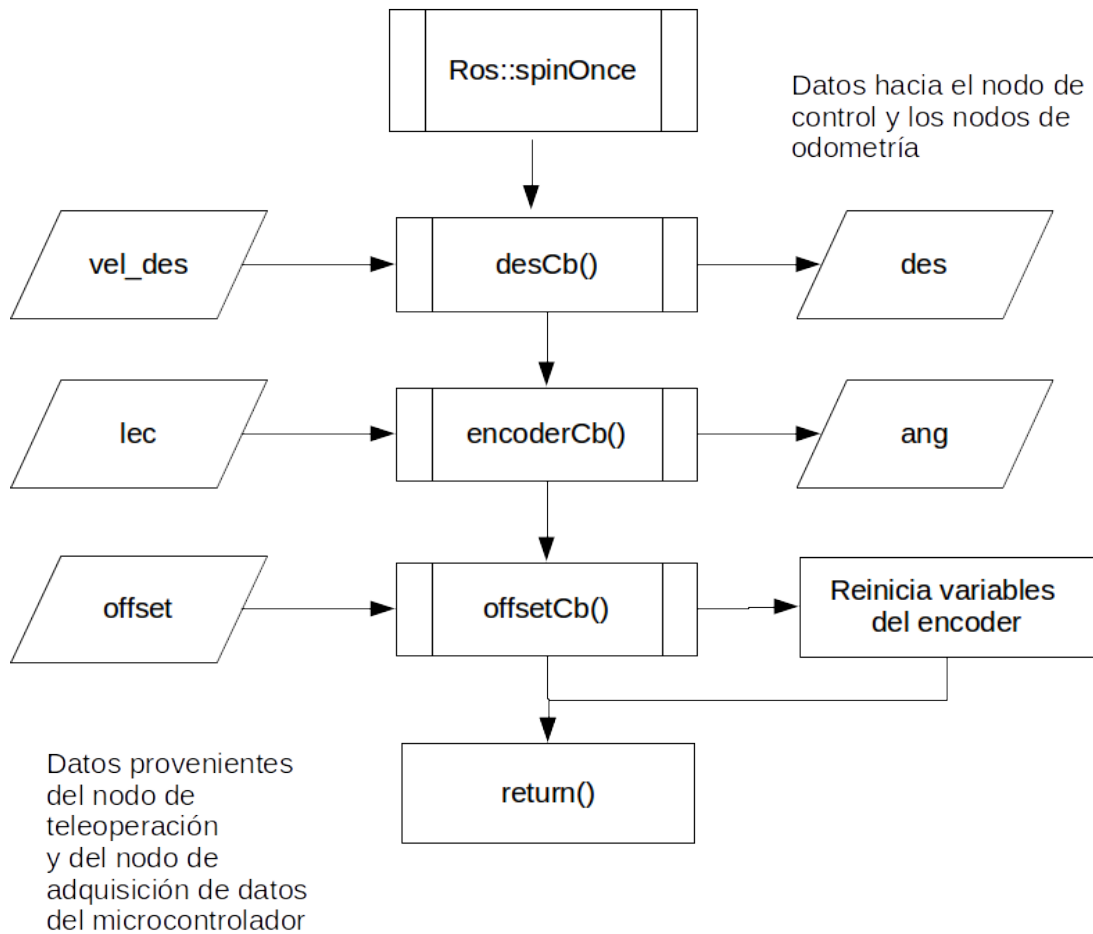 Ros::spinOnce
Datos hacia el nodo de
control y los nodos de
odometría
vel_des
desCb()
des
lec
encoderCb()
ang
offset
offsetCb()
Reinicia variables
del encoder
Datos provenientes
del nodo de
teleoperación
y del nodo de
adquisición de datos
del microcontrolador
return()